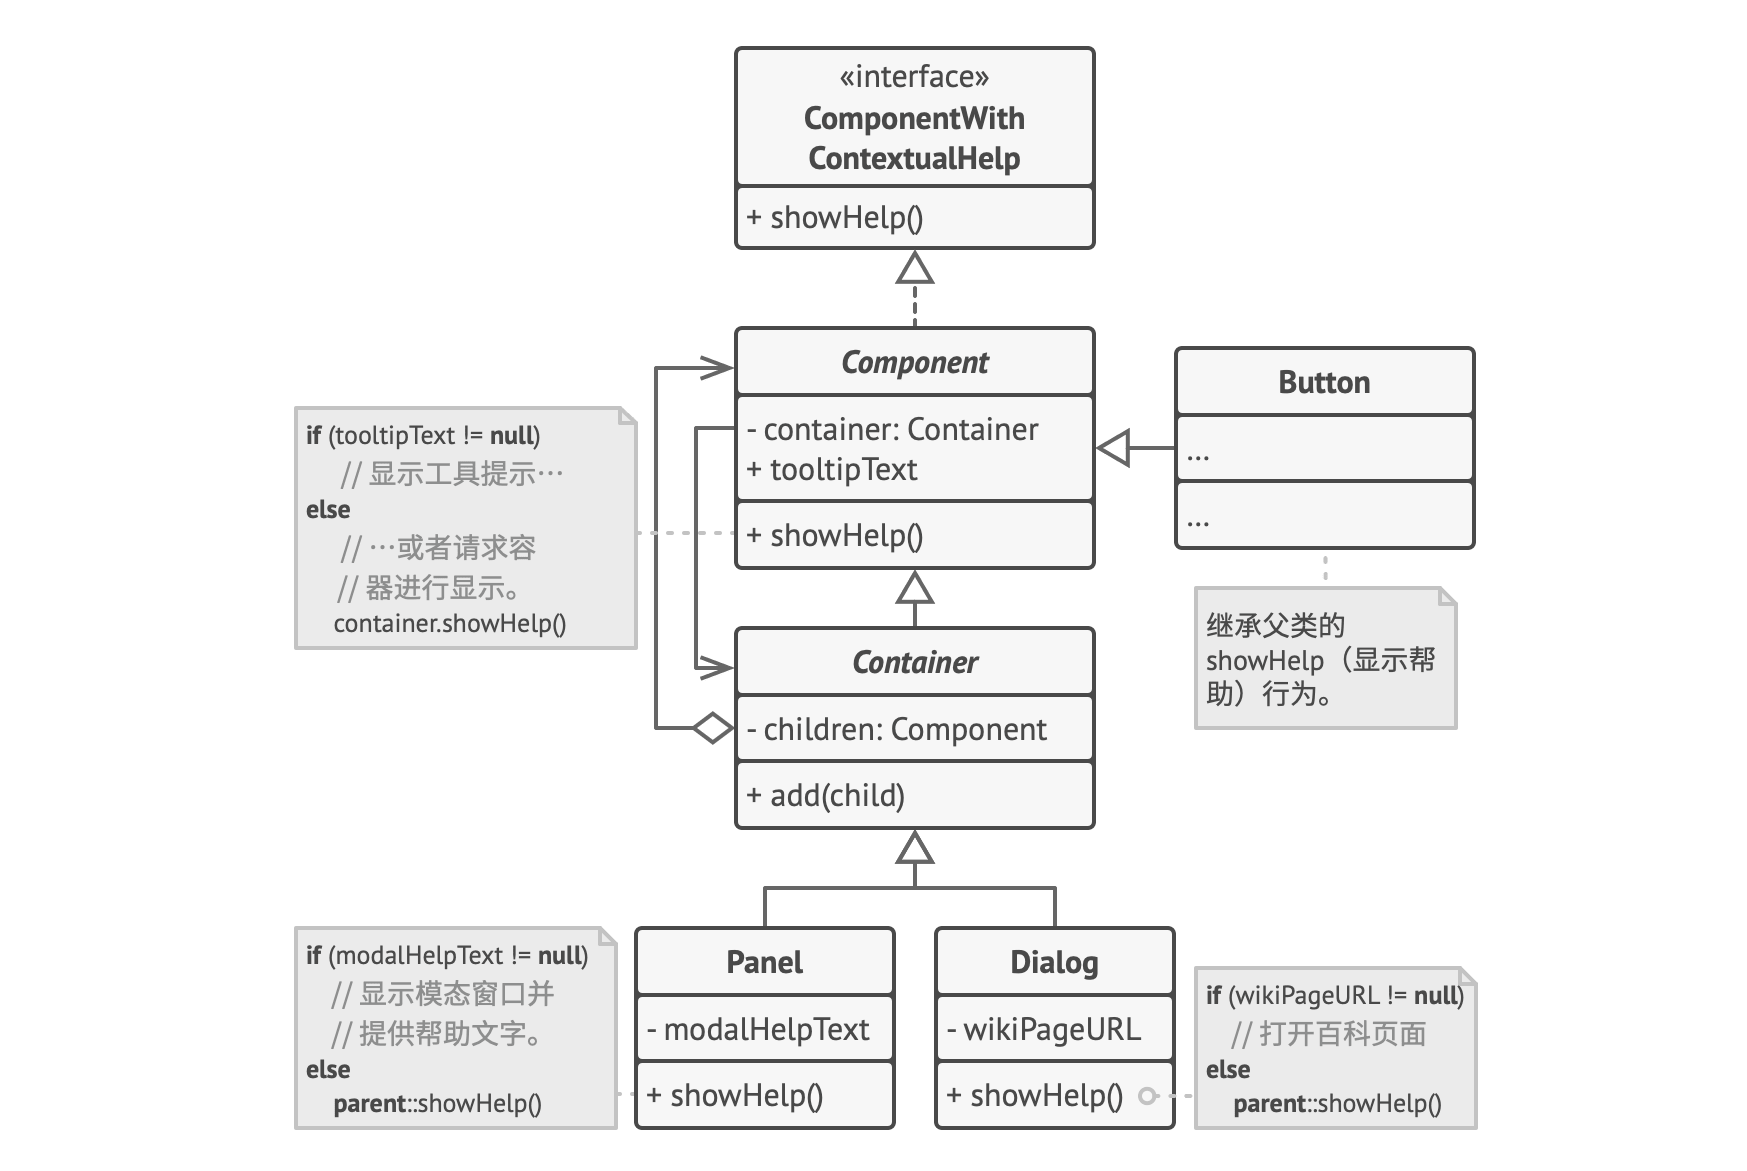 «interface»
ComponentWith
ContextualHelp
+ showHelp()
Component
- container: Container
+ tooltipText
+ showHelp()
Button
...
...
if (tooltipText != null)
// 显示工具提示…
else
// …或者请求容
// 器进行显示。
container.showHelp()
继承父类的
showHelp（显示帮
助）行为。
Container
- children: Component
+ add(child)
if (modalHelpText != null)
// 显示模态窗口并
// 提供帮助文字。
else
parent::showHelp()
Panel
- modalHelpText
+ showHelp()
Dialog
- wikiPageURL
+ showHelp()
if (wikiPageURL != null)
// 打开百科页面
else
parent::showHelp()